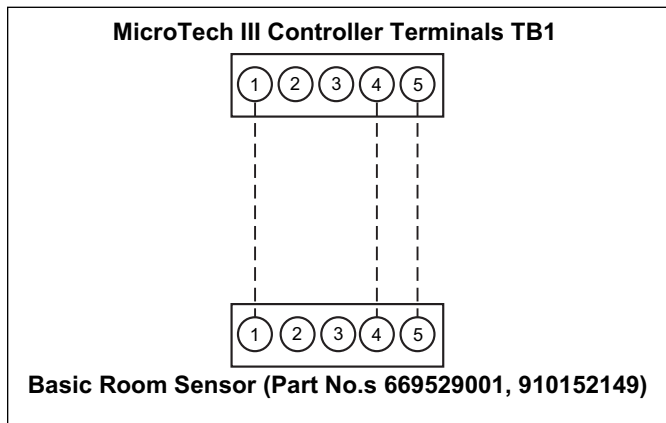 MicroTech III Controller Terminals TB1
1 2 3 4 5
1 2 3 4 5
Basic Room Sensor (Part No.s 669529001, 910152149)